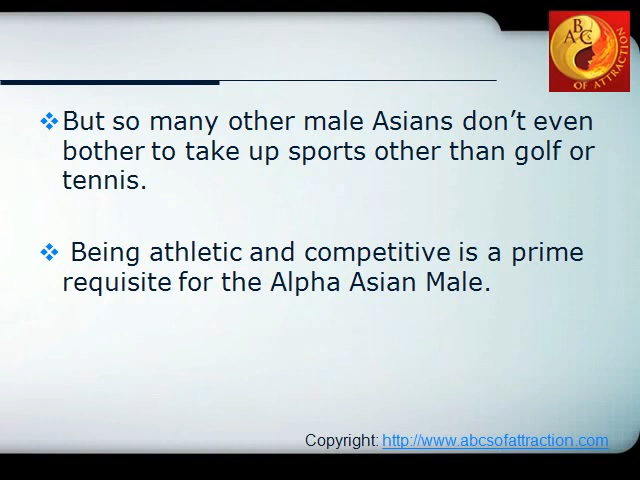 ABCs
OF ATTRACTION
But so many other male Asians don't even
bother to take up sports other than golf or
tennis.
Being athletic and competitive is a prime
requisite for the Alpha Asian Male.
Copyright: http://www.abcsofattraction.com